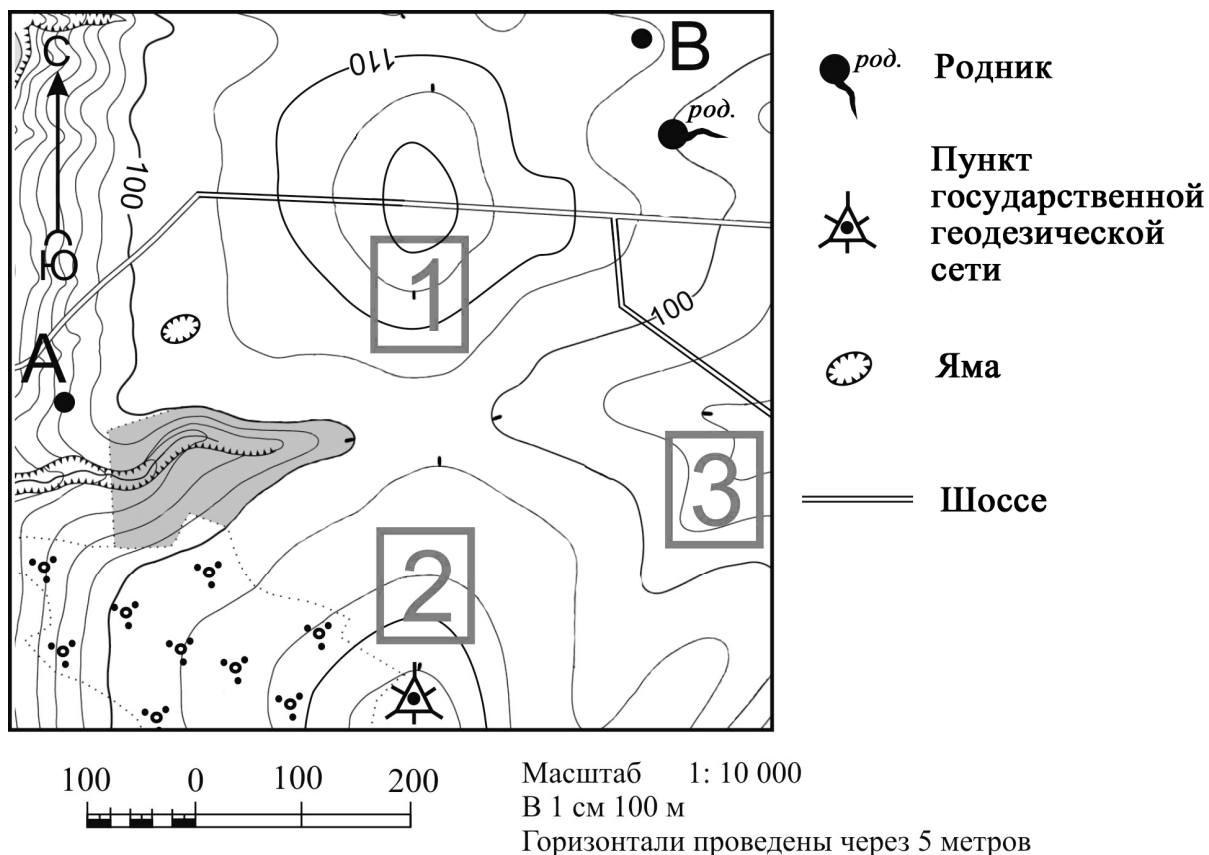 С
Ю
110
В
род.
100
А
1
100
3
2
род.
Родник
Пункт
государственной
геодезической
сети
Яма
Шоссе
100 0 100 200
Масштаб 1: 10 000
В 1 см 100 м
Горизонтали проведены через 5 метров